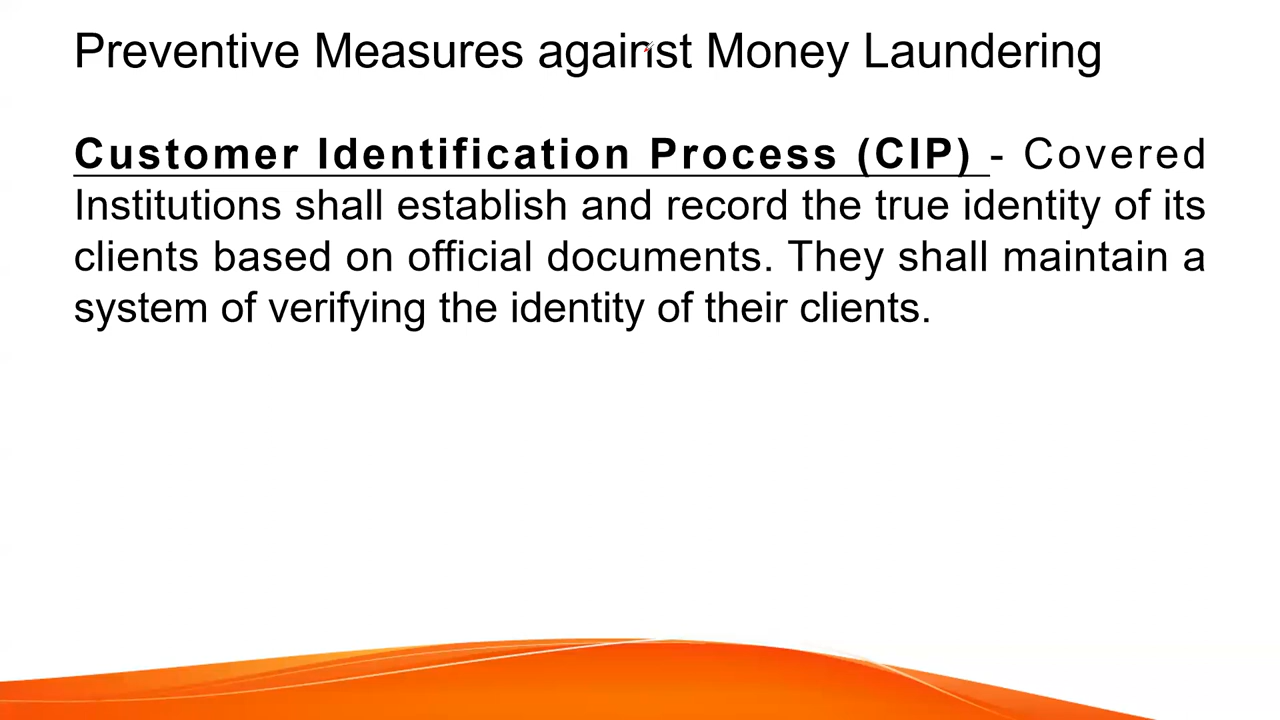 Preventive Measures against Money Laundering
Customer Identification Process (CIP) - Covered
Institutions shall establish and record the true identity of its
clients based on official documents. They shall maintain a
system of verifying the identity of their clients.